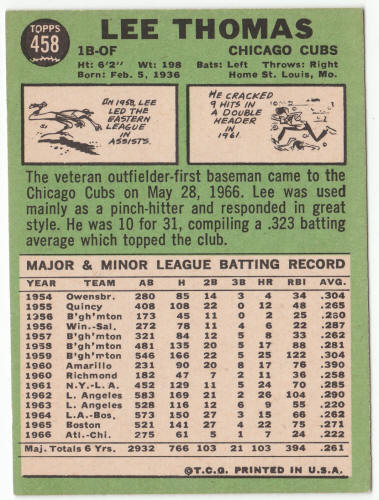 TOPPS
458
LEE THOMAS
1B-OF CHICAGO CUBS
Ht: 6'2" Wt: 198 Bats: Left Throws: Right
Born: Feb. 5, 1936 Home St. Louis, Mo.
IN 1958, LEE
LED THE
EASTERN
LEAGUE
IN
ASSISTS.
HE CRACKED
9 HITS IN
A DOUBLE
HEADER
IN
1961.
The veteran outfielder-first baseman came to the
Chicago Cubs on May 28, 1966. Lee was used
mainly as a pinch-hitter and responded in great
style. He was 10 for 31, compiling a .323 batting
average which topped the club.
MAJOR & MINOR LEAGUE BATTING RECORD
AB H 2B 3B HR RBI AVG.
1954 Owensbr. 280 85 14 3 4 34 .304
1955 Quincy 408 108 22 0 12 48 .265
1956 B'gh'mton 173 45 11 0 2 25 .260
1956 Win.-Sal. 272 78 11 4 6 22 .287
1957 B'gh'mton 321 84 12 5 8 33 .262
1958 B'gh'mton 481 135 20 5 17 88 .281
1959 B'gh'mton 546 166 22 5 25 122 .304
1960 Amarillo 231 90 20 8 17 76 .390
1960 Richmond 182 47 7 2 11 36 .258
1961 N.Y.-L.A. 452 129 11 5 24 70 .285
1962 L. Angeles 583 169 21 2 26 104 .290
1963 L. Angeles 528 116 12 6 9 55 .220
1964 L.A.-Bos. 573 150 27 3 15 66 .262
1965 Boston 521 141 27 4 22 75 .271
1966 Atl.-Chi. 275 61 5 1 7 24 .222
Maj. Totals 6 Yrs. 2932 766 103 21 103 394 .261
©T.C.G. PRINTED IN U.S.A.